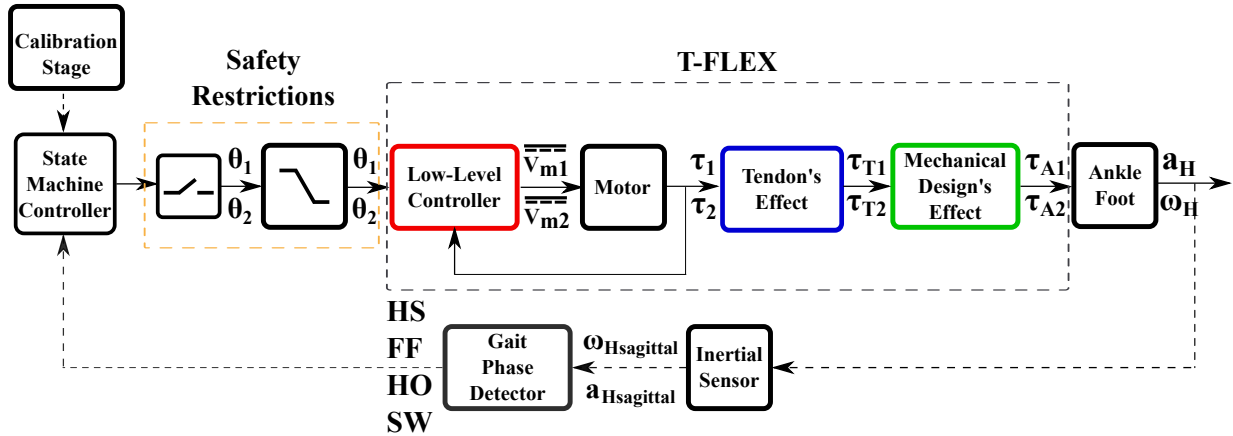 Calibration
Stage
Safety
Restrictions
T-FLEX
State
Machine
Controller
θ1
θ2
θ1
θ2
Low-Level
Controller
Vm1
Vm2
Motor
τ1
τ2
Tendon's
Effect
τT1
τT2
Mechanical
Design's
Effect
τA1
τA2
Ankle
Foot
aH
ωH
HS
FF
HO
SW
Gait
Phase
Detector
ωHsagittal
aHsagittal
Inertial
Sensor